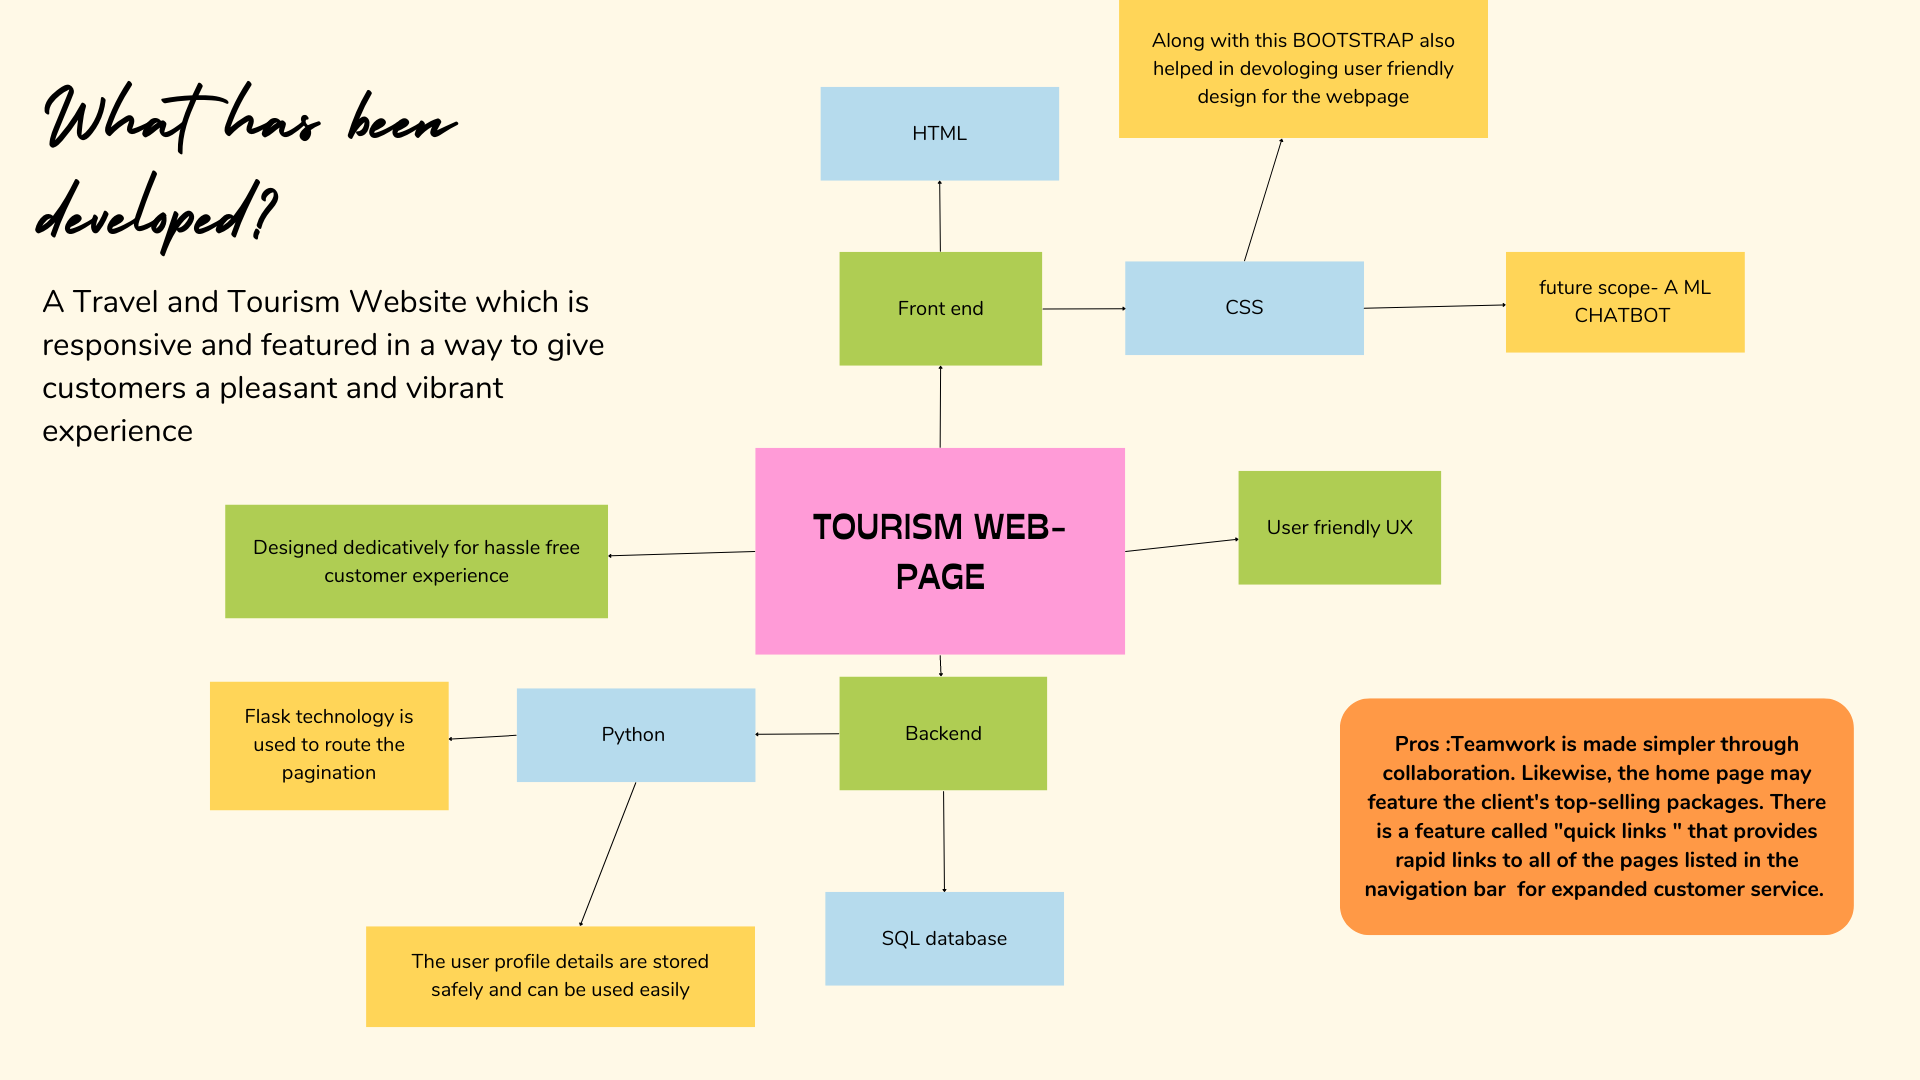 What has been
developed?
A Travel and Tourism Website which is
responsive and featured in a way to give
customers a pleasant and vibrant
experience
Along with this BOOTSTRAP also
helped in devologing user friendly
design for the webpage
HTML
Front end
CSS
future scope- A ML
CHATBOT
TOURISM WEB-
PAGE
User friendly UX
Designed dedicatively for hassle free
customer experience
Flask technology is
used to route the
pagination
Python
Backend
SQL database
The user profile details are stored
safely and can be used easily
Pros :Teamwork is made simpler through
collaboration. Likewise, the home page may
feature the client's top-selling packages. There
is a feature called "quick links " that provides
rapid links to all of the pages listed in the
navigation bar  for expanded customer service.